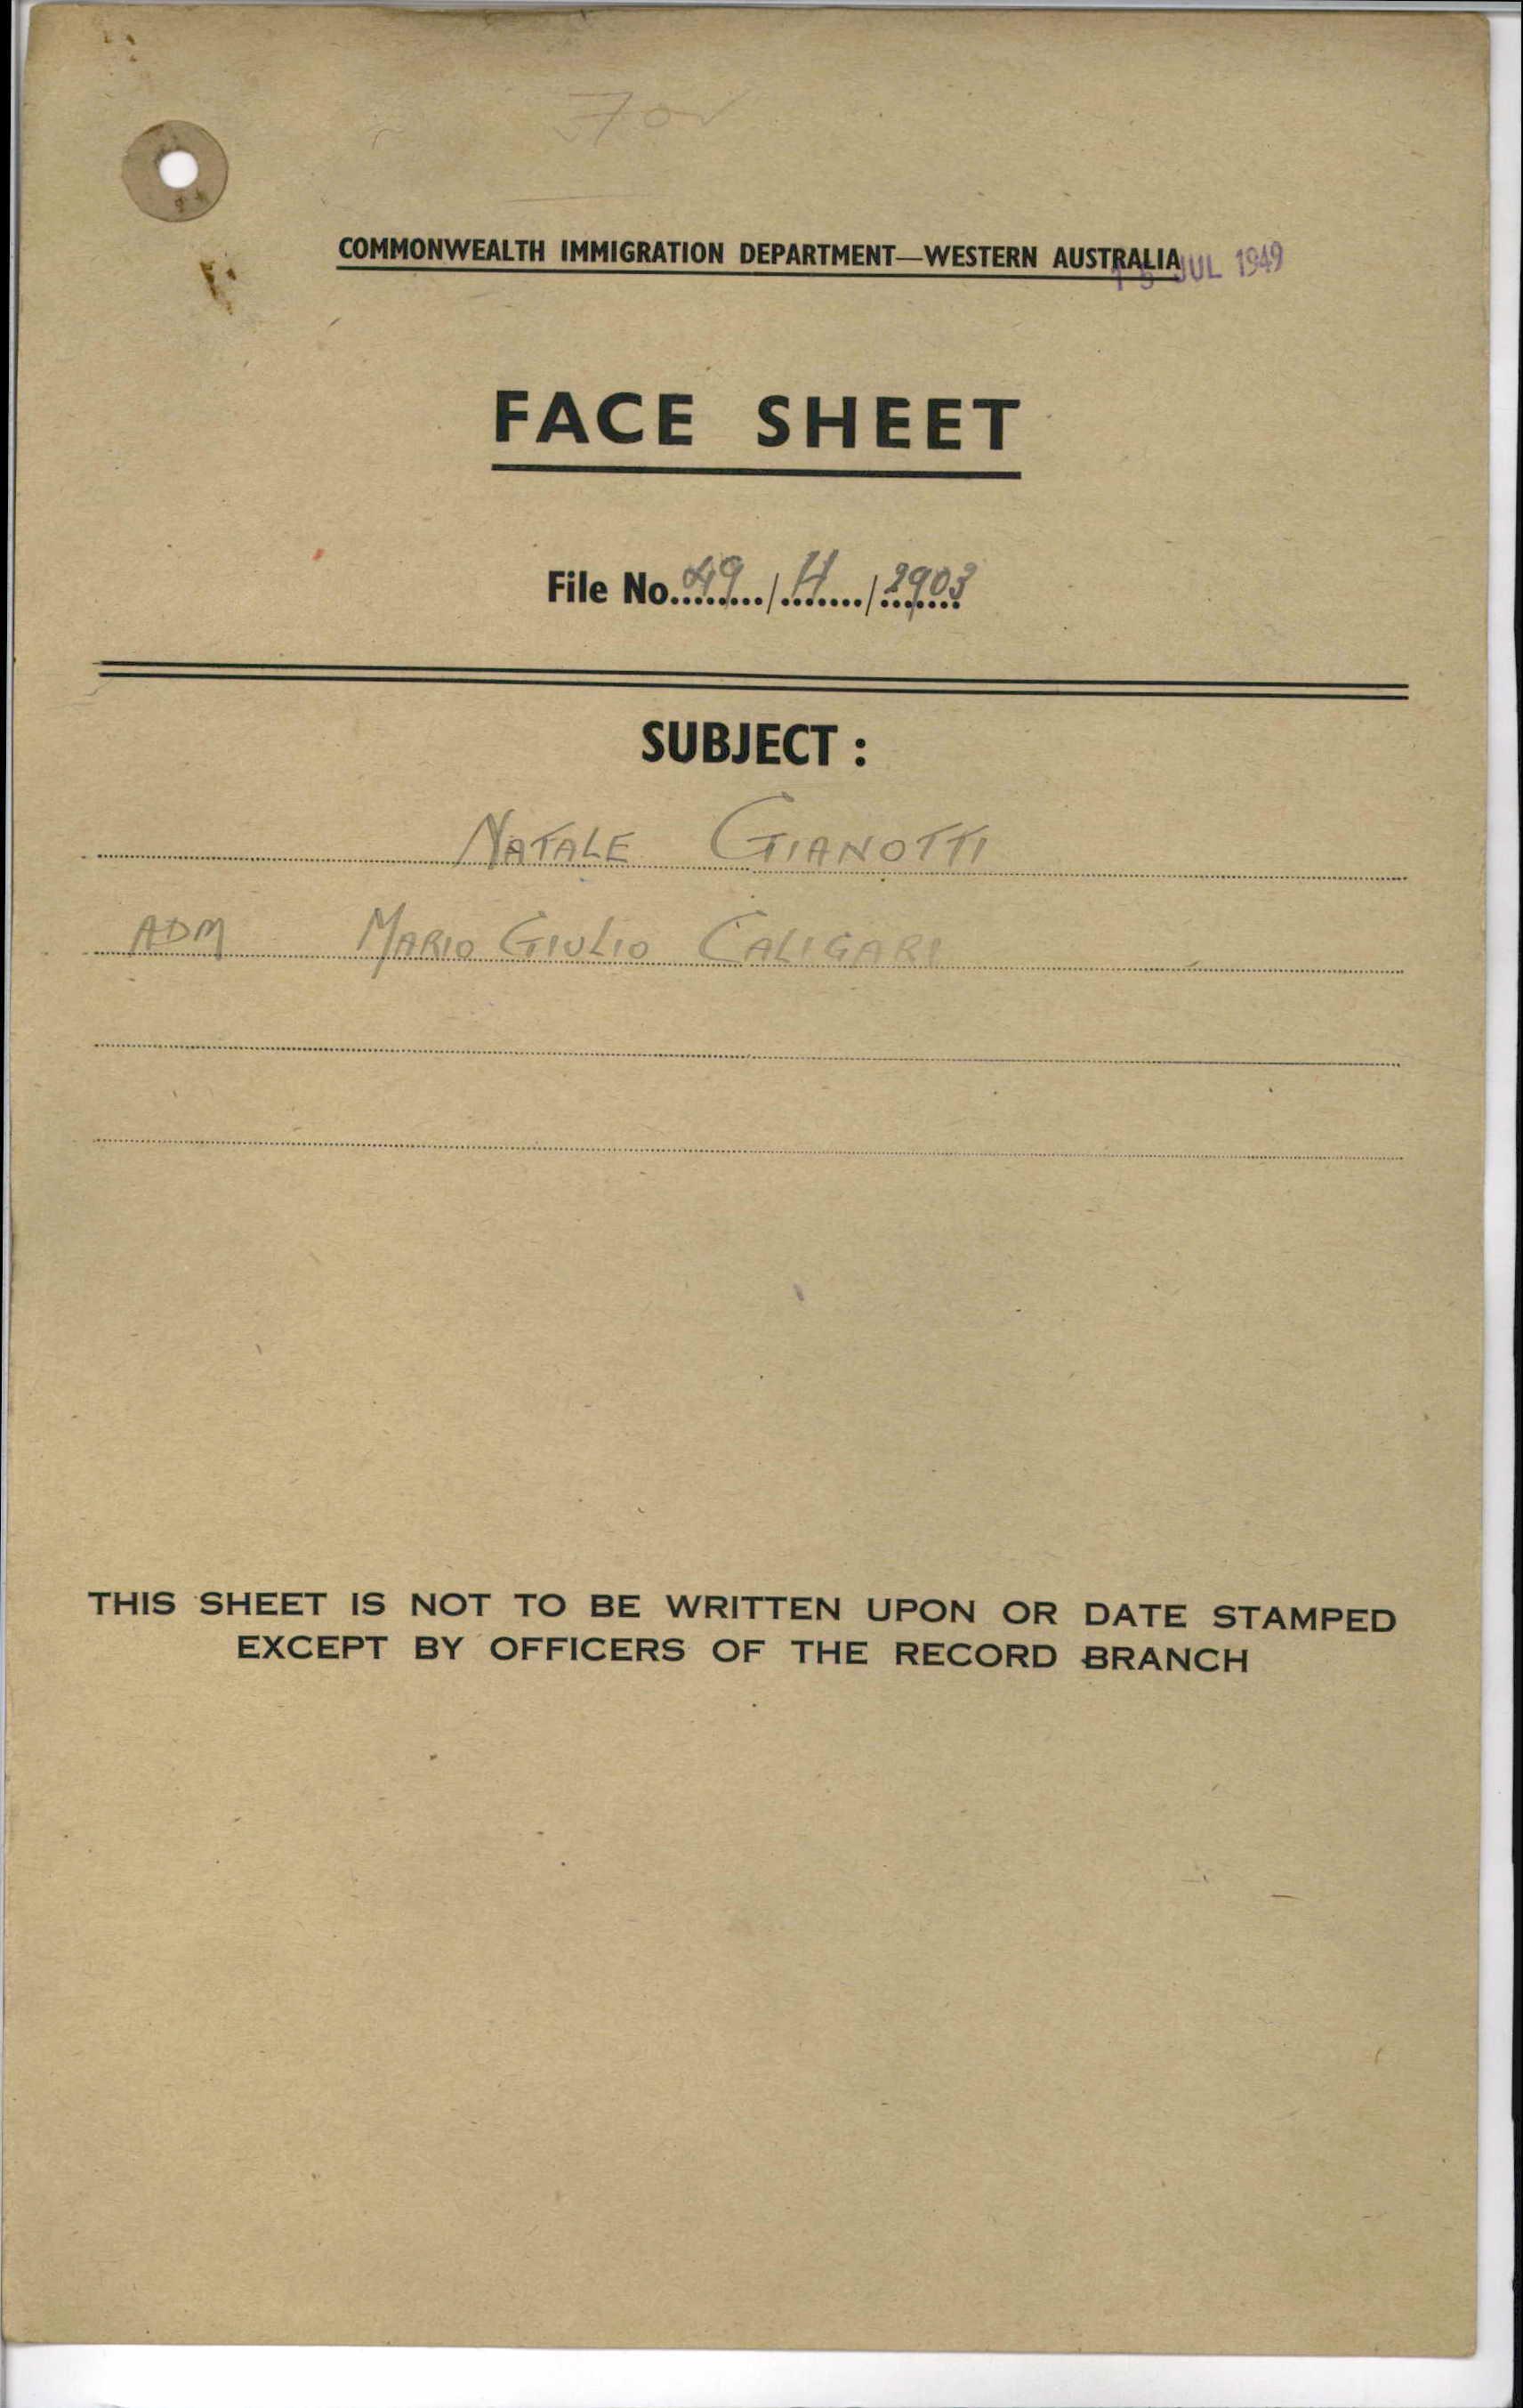 COMMONWEALTH IMMIGRATION DEPARTMENT—WESTERN AUSTRALIA
15 JUL 1949
FACE SHEET
File No. 49 / H / 2903
SUBJECT :
NATALE GIANOTTI
ADM MARIO GIULIO CALIGARI
THIS SHEET IS NOT TO BE WRITTEN UPON OR DATE STAMPED
EXCEPT BY OFFICERS OF THE RECORD BRANCH